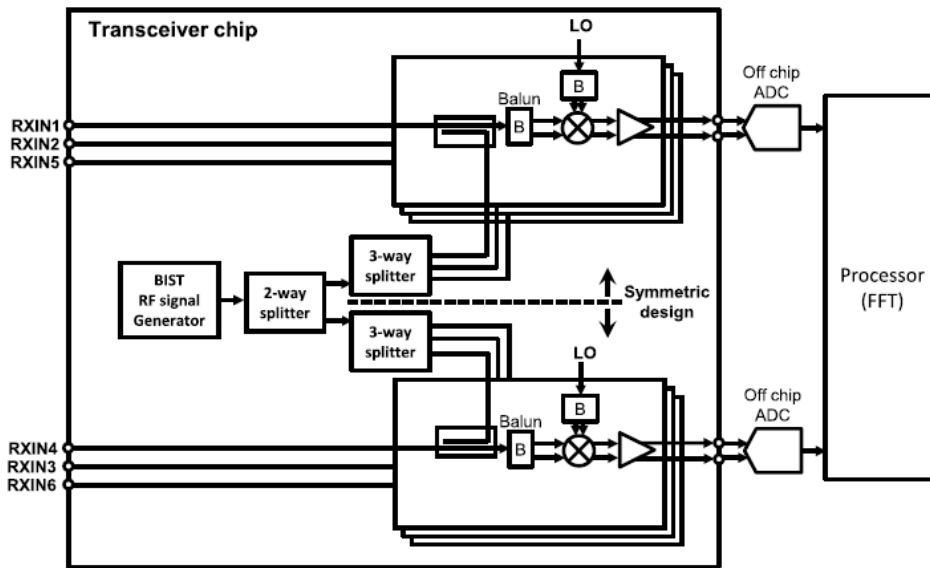 Transceiver chip
LO
B
Balun
B
Off chip
ADC
RXIN1
RXIN2
RXIN5
3-way
splitter
BIST
RF signal
Generator
2-way
splitter
Symmetric
design
3-way
splitter
Processor
(FFT)
LO
B
Balun
B
Off chip
ADC
RXIN4
RXIN3
RXIN6